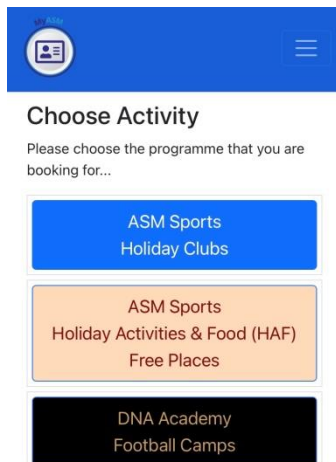 MyASM
Choose Activity
Please choose the programme that you are
booking for...
ASM Sports
Holiday Clubs
ASM Sports
Holiday Activities & Food (HAF)
Free Places
DNA Academy
Football Camps